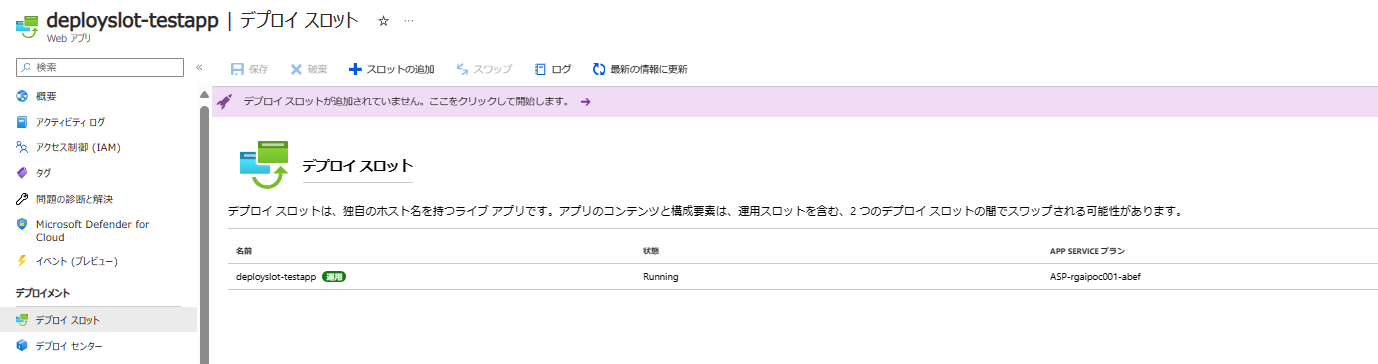 deployslot-testapp | デプロイ スロット ☆ …
Web アプリ
検索 «
保存 破棄 スロットの追加 スワップ ログ 最新の情報に更新
概要
アクティビティ ログ
アクセス制御 (IAM)
タグ
問題の診断と解決
Microsoft Defender for
Cloud
イベント (プレビュー)
デプロイメント
デプロイ スロット
デプロイ センター
デプロイ スロットが追加されていません。ここをクリックして開始します。 →
デプロイ スロット
デプロイ スロットは、独自のホスト名を持つライブ アプリです。アプリのコンテンツと構成要素は、運用スロットを含む、2 つのデプロイ スロットの間でスワップされる可能性があります。
名前 状態 APP SERVICE プラン
deployslot-testapp 運用 Running ASP-rgaipoc001-abef